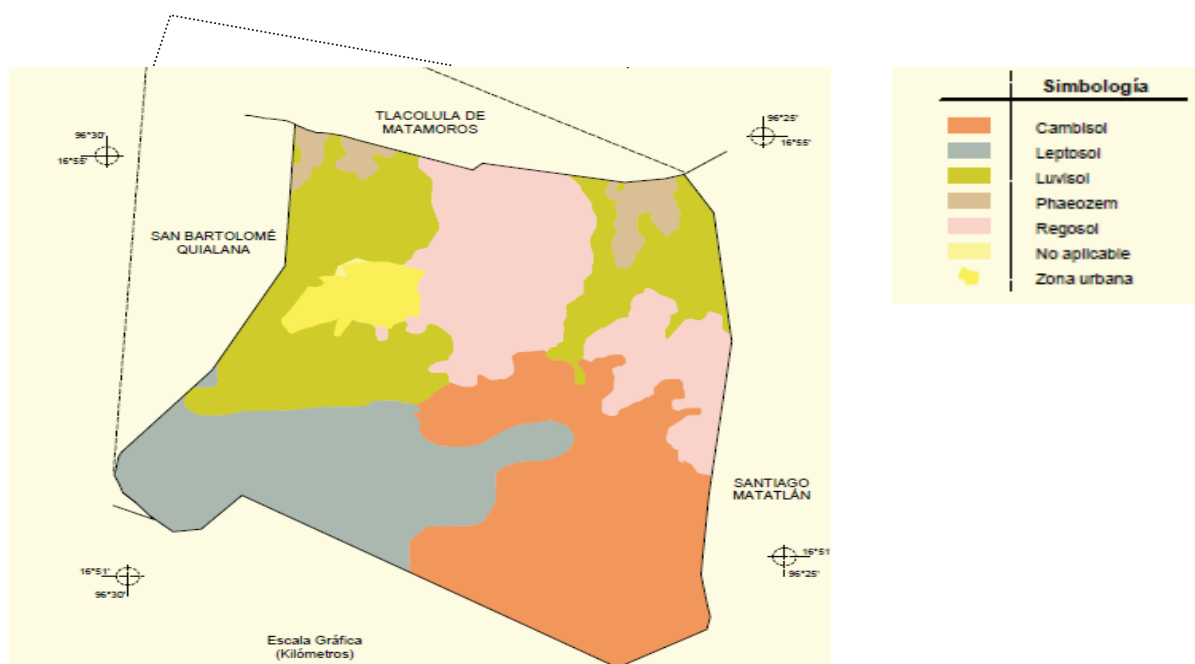 TLACOLULA DE
MATAMOROS
96°30'
16°55'
96°25'
16°55'
SAN BARTOLOMÉ
QUIALANA
SANTIAGO
MATATLÁN
16°51'
96°30'
16°51'
96°25'
Escala Gráfica
(Kilómetros)
Simbología
Cambisol
Leptosol
Luvisol
Phaeozem
Regosol
No aplicable
Zona urbana